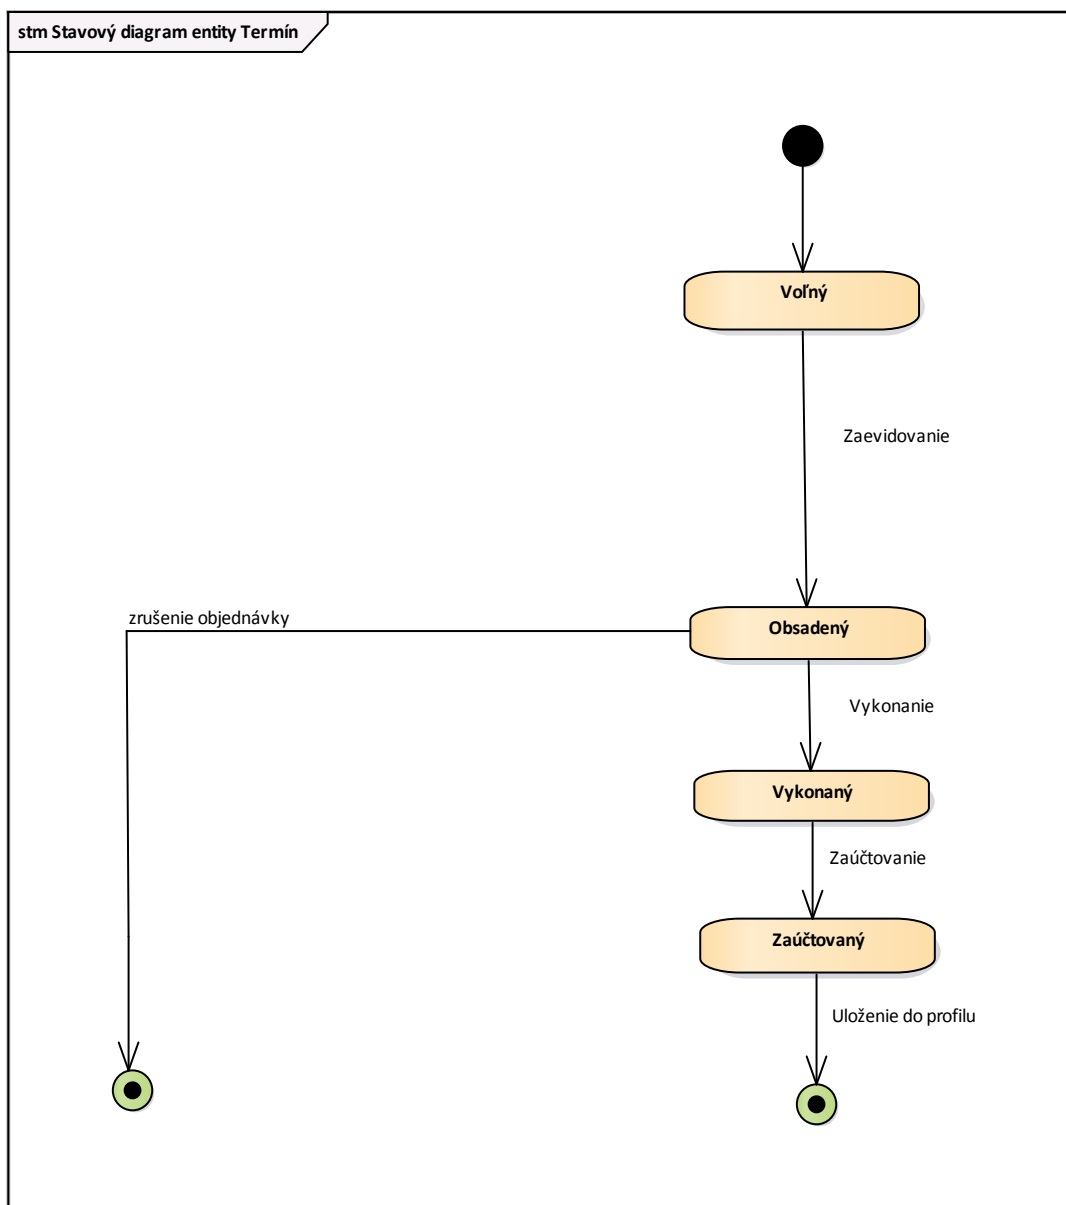 stm Stavový diagram entity Termín
Voľný
Zaevidovanie
zrušenie objednávky
Obsadený
Vykonanie
Vykonaný
Zaúčtovanie
Zaúčtovaný
Uloženie do profilu